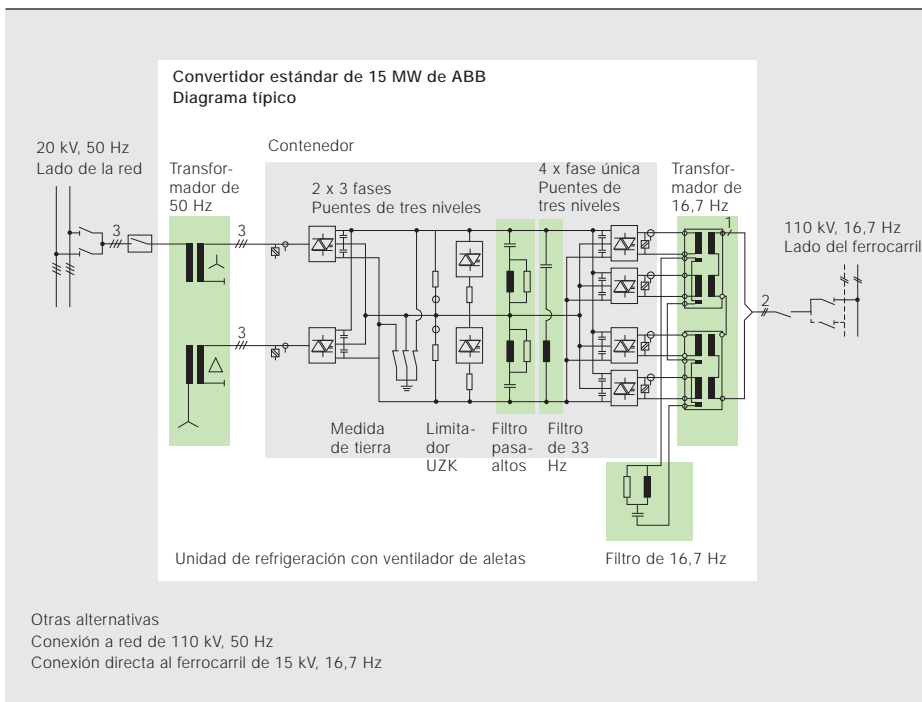 Convertidor estándar de 15 MW de ABB
Diagrama típico
20 kV, 50 Hz
Lado de la red
Transfor-
mador de
50 Hz
Contenedor
2 x 3 fases
Puentes de tres niveles
4 x fase única
Puentes de
tres niveles
Transfor-
mador de
16,7 Hz
110 kV, 16,7 Hz
Lado del ferrocarril
3
3
1
2
3
Medida
de tierra
Limita-
dor
UZK
Filtro
pasa-
altos
Filtro
de 33
Hz
Unidad de refrigeración con ventilador de aletas
Filtro de 16,7 Hz
Otras alternativas
Conexión a red de 110 kV, 50 Hz
Conexión directa al ferrocarril de 15 kV, 16,7 Hz